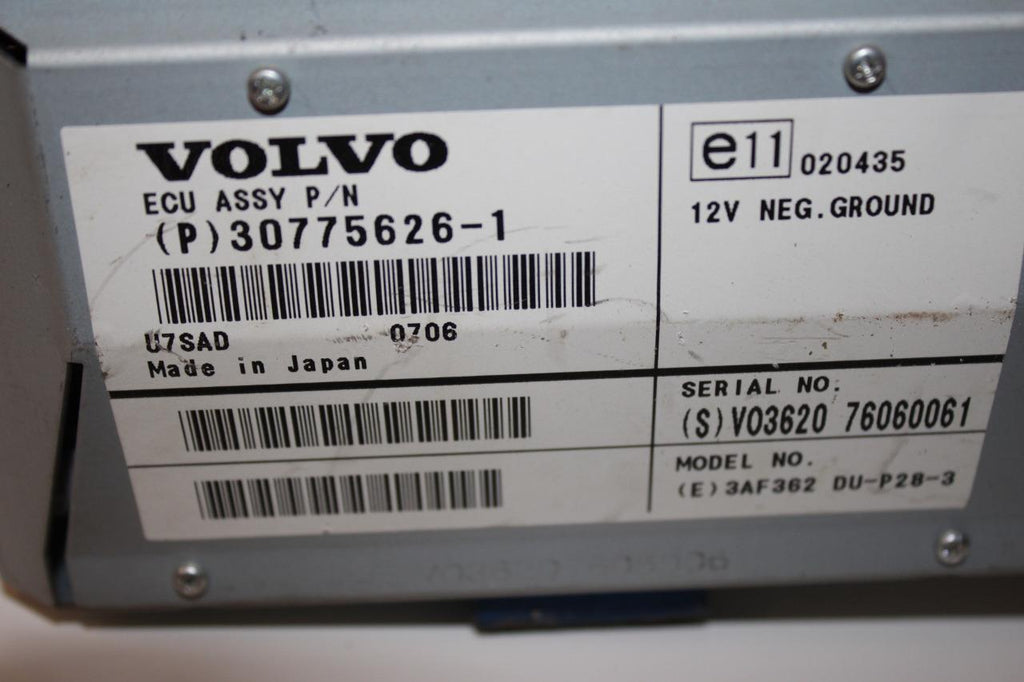 VOLVO
ECU ASSY P/N
(P)30775626-1
U7SAD 0706
Made in Japan
e11 020435
12V NEG.GROUND
SERIAL NO.
(S)VO3620 76060061
MODEL NO.
(E)3AF362 DU-P28-3